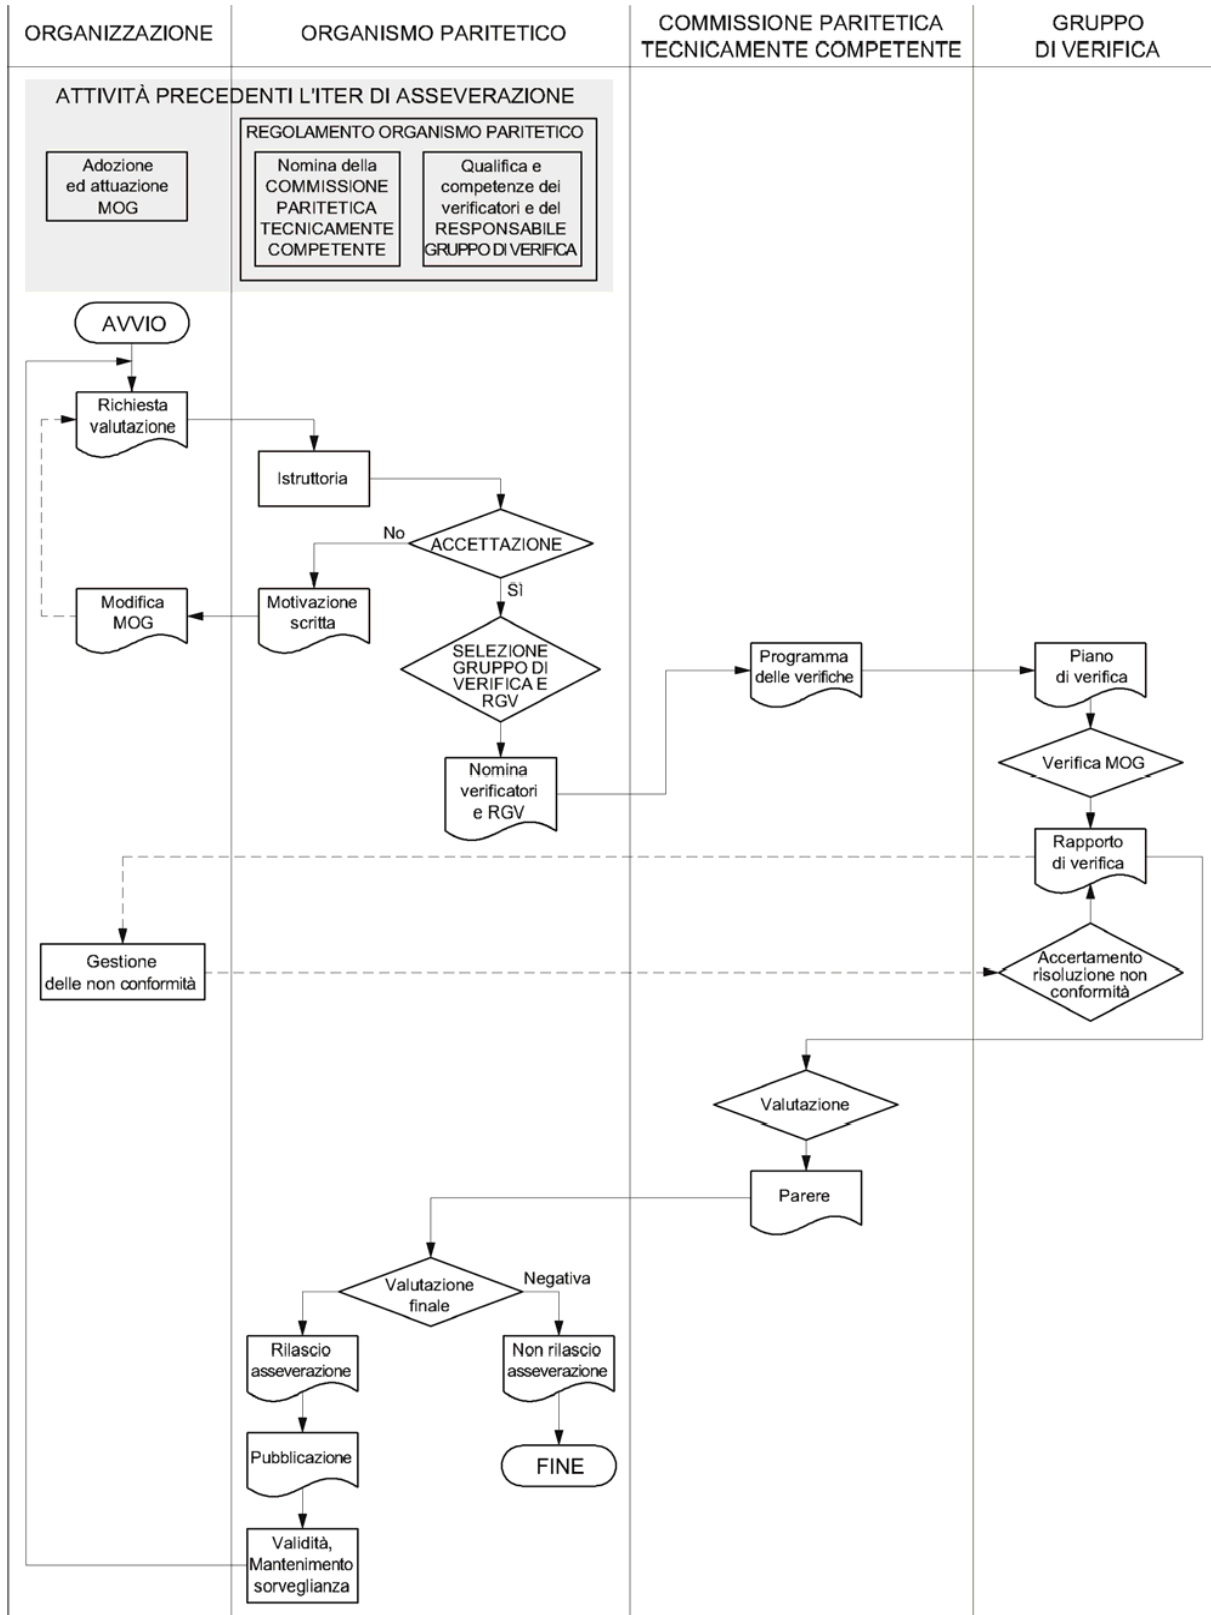 ORGANIZZAZIONE
ORGANISMO PARITETICO
COMMISSIONE PARITETICA
TECNICAMENTE COMPETENTE
GRUPPO
DI VERIFICA
ATTIVITÀ PRECEDENTI L'ITER DI ASSEVERAZIONE
REGOLAMENTO ORGANISMO PARITETICO
Adozione
ed attuazione
MOG
Nomina della
COMMISSIONE
PARITETICA
TECNICAMENTE
COMPETENTE
Qualifica e
competenze dei
verificatori e del
RESPONSABILE
GRUPPO DI VERIFICA
AVVIO
Richiesta
valutazione
Istruttoria
ACCETTAZIONE
No
SÌ
Modifica
MOG
Motivazione
scritta
SELEZIONE
GRUPPO DI
VERIFICA E
RGV
Programma
delle verifiche
Piano
di verifica
Nomina
verificatori
e RGV
Verifica MOG
Rapporto
di verifica
Gestione
delle non conformità
Accertamento
risoluzione non
conformità
Valutazione
Parere
Valutazione
finale
Negativa
Rilascio
asseverazione
Non rilascio
asseverazione
Pubblicazione
FINE
Validità,
Mantenimento
sorveglianza